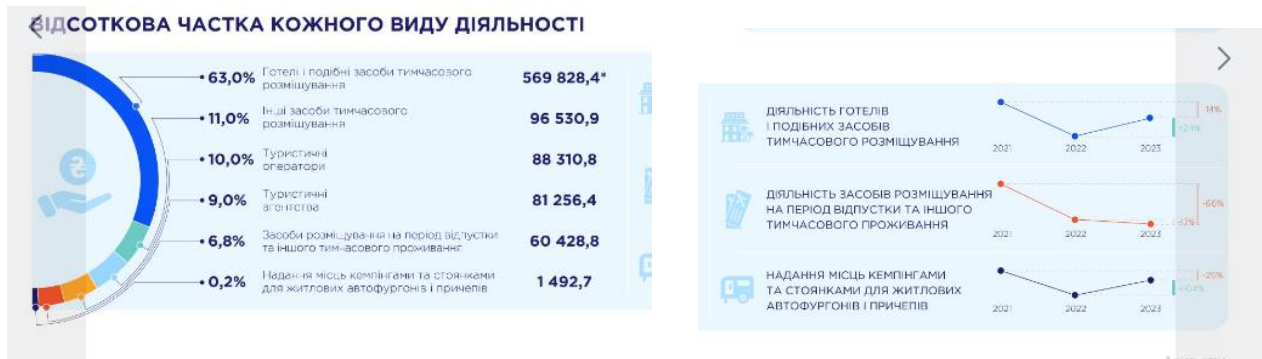 ВІДСОТКОВА ЧАСТКА КОЖНОГО ВИДУ ДІЯЛЬНОСТІ
• 63,0% Готелі і подібні засоби тимчасового
розміщування
569 828,4*
• 11,0% Інші засоби тимчасового
розміщування
96 530,9
• 10,0% Туристичні
оператори
88 310,8
• 9,0% Туристичні
агентства
81 256,4
• 6,8% Засоби розміщування на період відпустки
та іншого тимчасового проживання
60 428,8
• 0,2% Надання місць кемпінгами та стоянками
для житлових автофургонів і причепів
1 492,7
ДІЯЛЬНІСТЬ ГОТЕЛІВ
І ПОДІБНИХ ЗАСОБІВ
ТИМЧАСОВОГО РОЗМІЩУВАННЯ
2021 2022 2023
-14%
+24%
ДІЯЛЬНІСТЬ ЗАСОБІВ РОЗМІЩУВАННЯ
НА ПЕРІОД ВІДПУСТКИ ТА ІНШОГО
ТИМЧАСОВОГО ПРОЖИВАННЯ
2021 2022 2023
-66%
-12%
НАДАННЯ МІСЦЬ КЕМПІНГАМИ
ТА СТОЯНКАМИ ДЛЯ ЖИТЛОВИХ
АВТОФУРГОНІВ І ПРИЧЕПІВ
2021 2022 2023
-26%